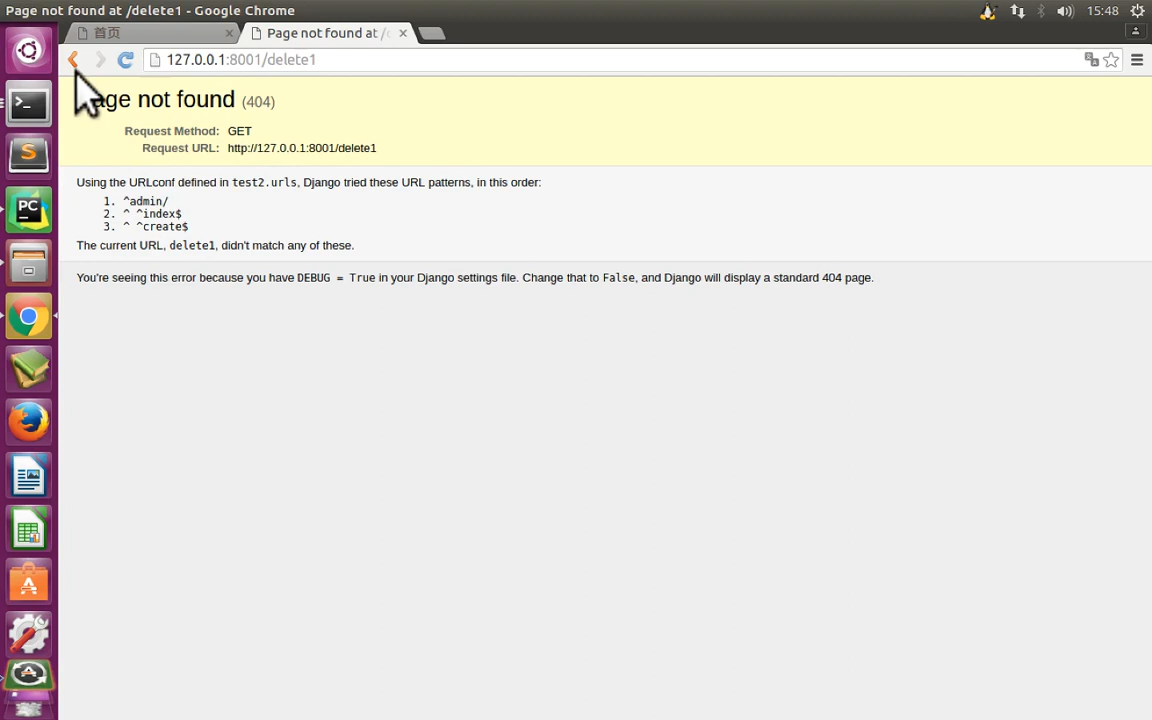 Page not found at /delete1 - Google Chrome
15:48
首页
Page not found at /d
127.0.0.1:8001/delete1
Page not found (404)
Request Method: GET
Request URL: http://127.0.0.1:8001/delete1
Using the URLconf defined in test2.urls, Django tried these URL patterns, in this order:
1. ^admin/
2. ^ ^index$
3. ^ ^create$
The current URL, delete1, didn't match any of these.
You're seeing this error because you have DEBUG = True in your Django settings file. Change that to False, and Django will display a standard 404 page.